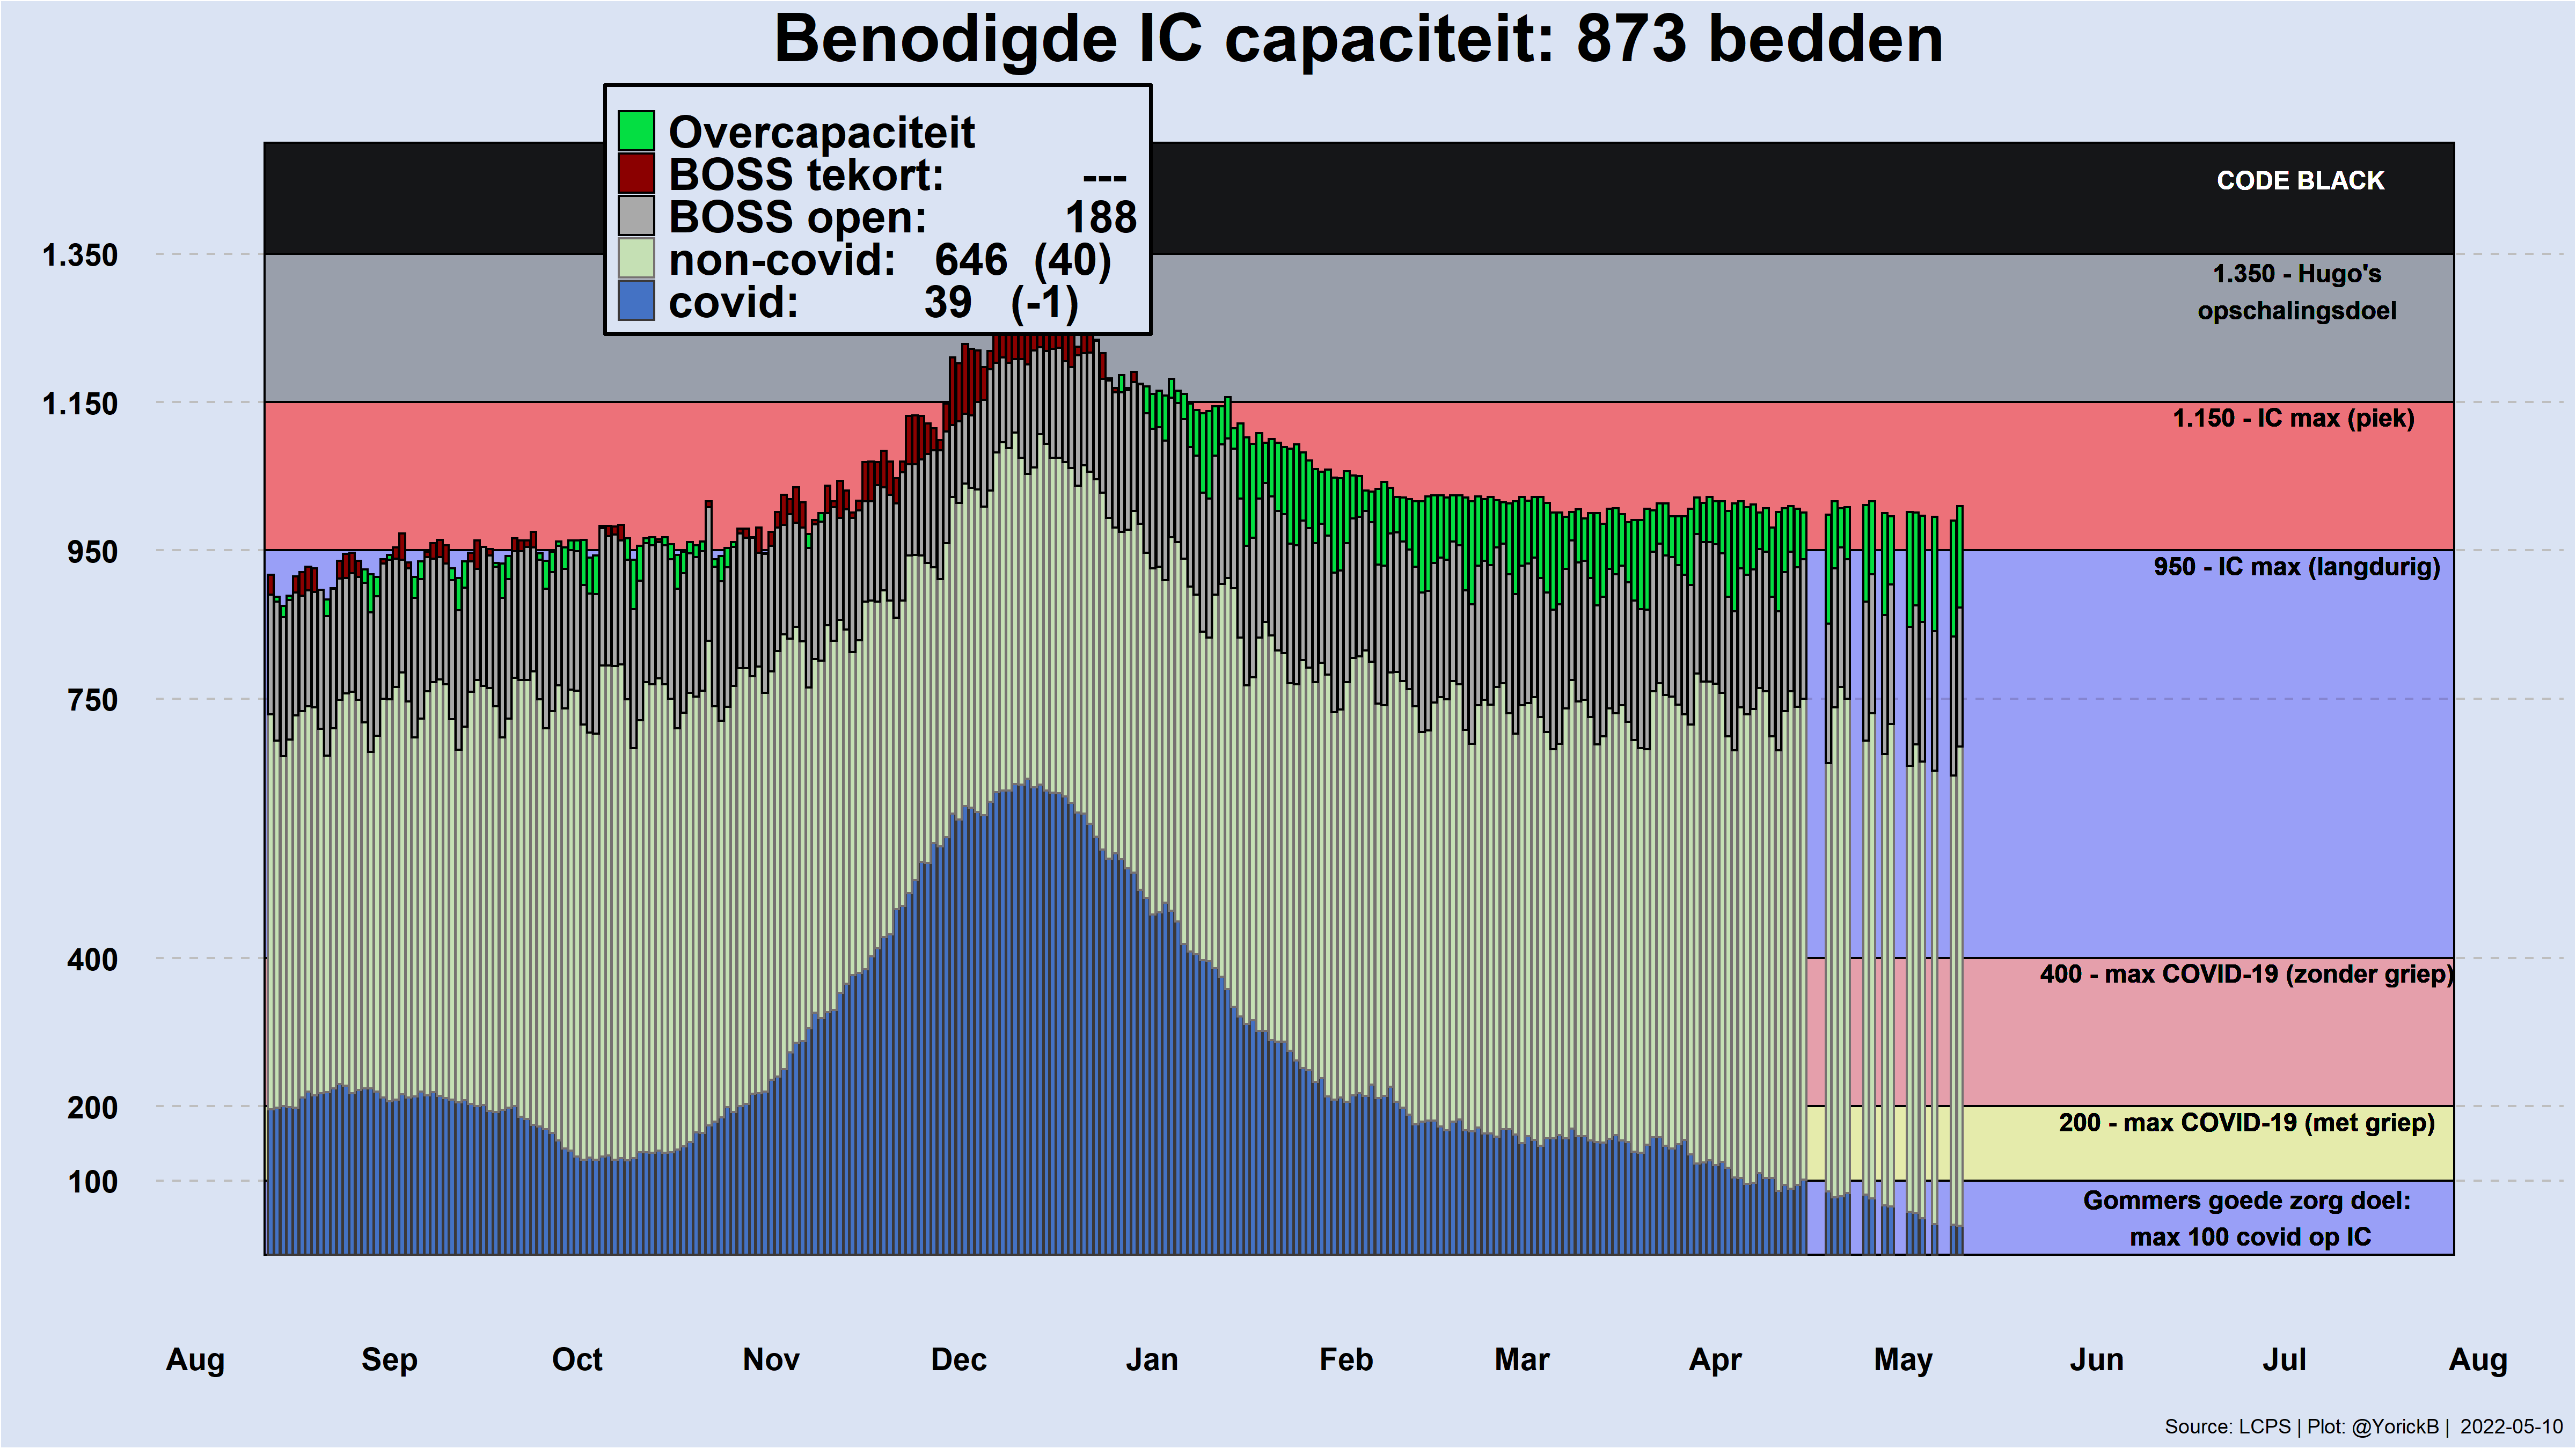 Benodigde IC capaciteit: 873 bedden
Overcapaciteit
BOSS tekort: ---
BOSS open: 188
non-covid: 646 (40)
covid: 39 (-1)
CODE BLACK
1.350
1.350 - Hugo's
opschalingsdoel
1.150
1.150 - IC max (piek)
950
950 - IC max (langdurig)
750
400
400 - max COVID-19 (zonder griep)
200
200 - max COVID-19 (met griep)
100
Gommers goede zorg doel:
max 100 covid op IC
Aug Sep Oct Nov Dec Jan Feb Mar Apr May Jun Jul Aug
Source: LCPS | Plot: @YorickB | 2022-05-10